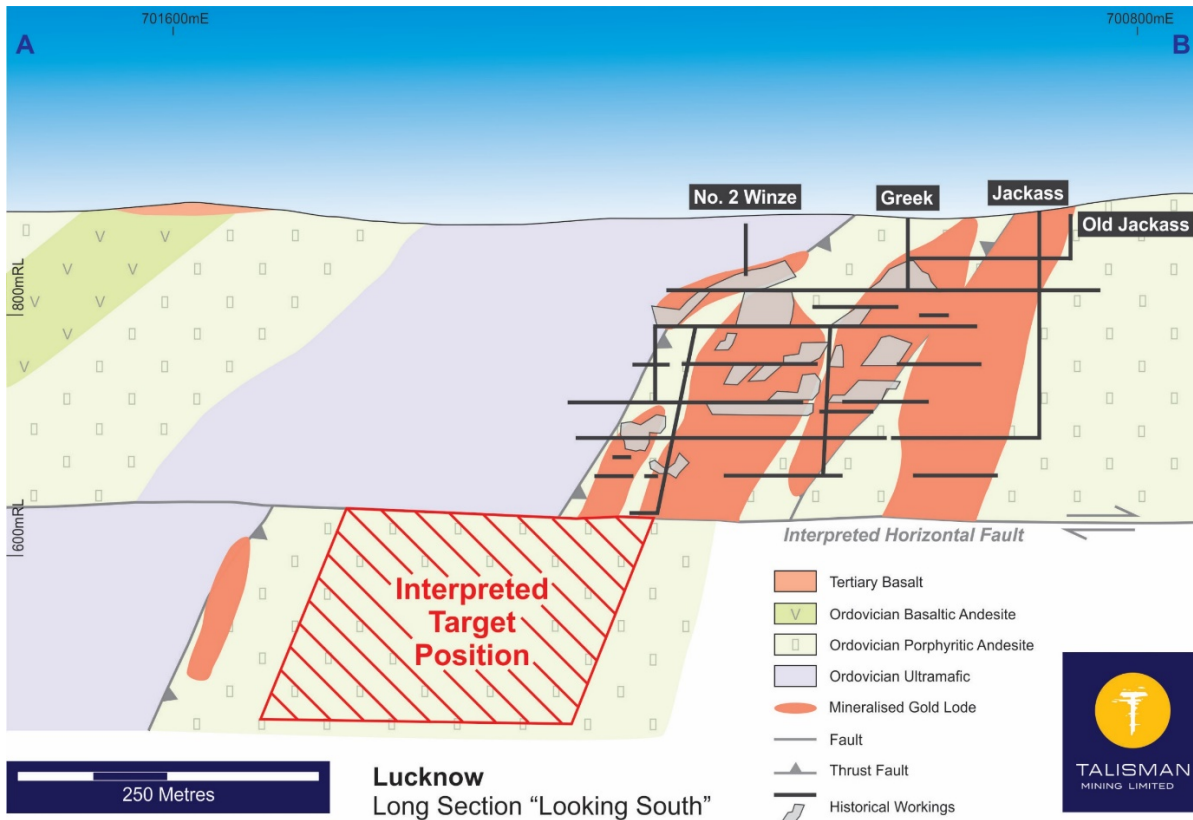 701600mE
700800mE
A
B
No. 2 Winze
Greek
Jackass
Old Jackass
800mRL
600mRL
Interpreted Horizontal Fault
Interpreted
Target
Position
Tertiary Basalt
V
Ordovician Basaltic Andesite
Ordovician Porphyritic Andesite
Ordovician Ultramafic
Mineralised Gold Lode
Fault
Thrust Fault
Historical Workings
250 Metres
Lucknow
Long Section “Looking South”
TALISMAN
MINING LIMITED